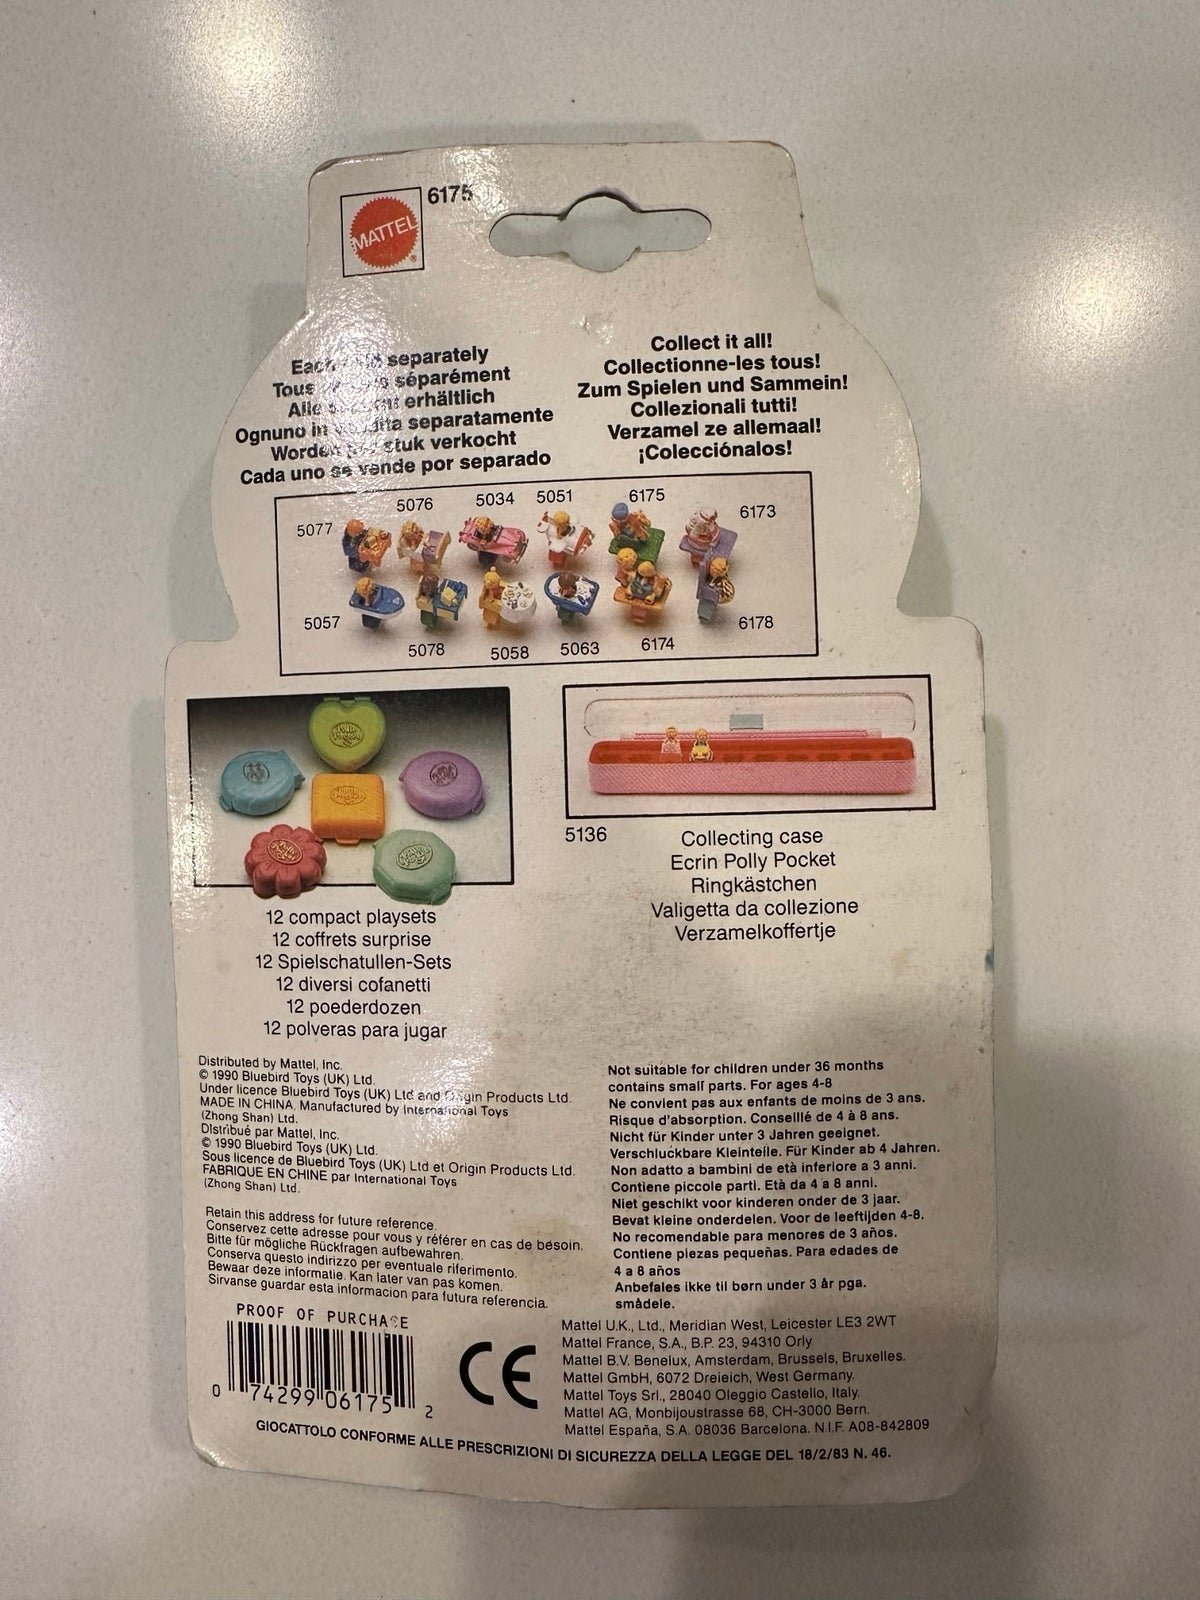 MATTEL
6175
separately
Tous séparément
Alle erhältlich
Ognuno in separatamente
stuk verkocht
Cada uno se vende por separado
Collect it all!
Collectionne-les tous!
Zum Spielen und Sammeln!
Collezionali tutti!
Verzamel ze allemaal!
¡Colecciónalos!
5077
5076
5034
5051
6175
6173
5057
5078
5058
5063
6174
6178
Polly Pocket
12 compact playsets
12 coffrets surprise
12 Spielschatullen-Sets
12 diversi cofanetti
12 poederdozen
12 polveras para jugar
5136
Collecting case
Ecrin Polly Pocket
Ringkästchen
Valigetta da collezione
Verzamelkoffertje
Distributed by Mattel, Inc.
© 1990 Bluebird Toys (UK) Ltd.
Under licence Bluebird Toys (UK) Ltd and Origin Products Ltd.
MADE IN CHINA. Manufactured by International Toys
(Zhong Shan) Ltd.
Distribué par Mattel, Inc.
© 1990 Bluebird Toys (UK) Ltd.
Sous licence de Bluebird Toys (UK) Ltd et Origin Products Ltd.
FABRIQUE EN CHINE par International Toys
(Zhong Shan) Ltd.
Retain this address for future reference.
Conservez cette adresse pour vous y référer en cas de besoin.
Bitte für mögliche Rückfragen aufbewahren.
Conserva questo indirizzo per eventuale riferimento.
Bewaar deze informatie. Kan later van pas komen.
Sirvanse guardar esta informacion para futura referencia.
Not suitable for children under 36 months
contains small parts. For ages 4-8
Ne convient pas aux enfants de moins de 3 ans.
Risque d'absorption. Conseillé de 4 à 8 ans.
Nicht für Kinder unter 3 Jahren geeignet.
Verschluckbare Kleinteile. Für Kinder ab 4 Jahren.
Non adatto a bambini de età inferiore a 3 anni.
Contiene piccole parti. Età da 4 a 8 anni.
Niet geschikt voor kinderen onder de 3 jaar.
Bevat kleine onderdelen. Voor de leeftijden 4-8.
No recomendable para menores de 3 años.
Contiene piezas pequeñas. Para edades de
4 a 8 años
Anbefales ikke til børn under 3 år pga.
smådele.
PROOF OF PURCHASE
0 74299 06175 2
CE
Mattel U.K., Ltd., Meridian West, Leicester LE3 2WT
Mattel France, S.A., B.P. 23, 94310 Orly
Mattel B.V. Benelux, Amsterdam, Brussels, Bruxelles.
Mattel GmbH, 6072 Dreieich, West Germany.
Mattel Toys Srl., 28040 Oleggio Castello, Italy.
Mattel AG, Monbijoustrasse 68, CH-3000 Bern.
Mattel España, S.A. 08036 Barcelona. N.I.F. A08-842809
GIOCATTOLO CONFORME ALLE PRESCRIZIONI DI SICUREZZA DELLA LEGGE DEL 18/2/83 N. 46.